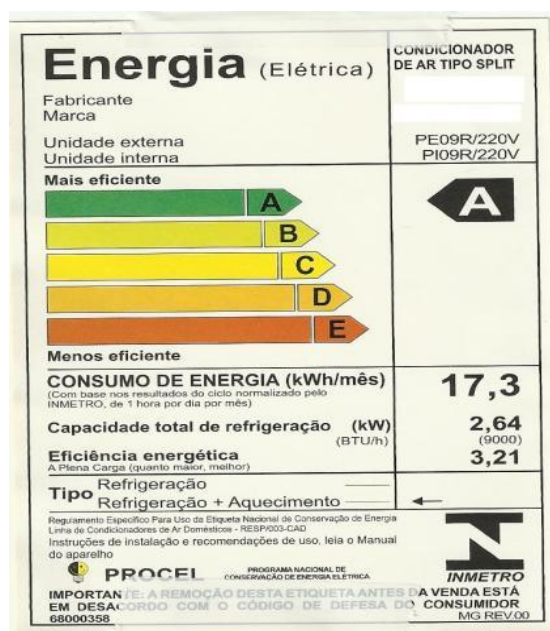 Energia (Elétrica)
CONDICIONADOR
DE AR TIPO SPLIT
Fabricante
Marca
Unidade externa PE09R/220V
Unidade interna PI09R/220V
Mais eficiente
A
A
B
C
D
E
Menos eficiente
CONSUMO DE ENERGIA (kWh/mês) 17,3
(Com base nos resultados do ciclo normalizado pelo
INMETRO, de 1 hora por dia por mês)
Capacidade total de refrigeração (kW) 2,64
(BTU/h) (9000)
Eficiência energética 3,21
A Plena Carga (quanto maior, melhor)
Tipo
Refrigeração
Refrigeração + Aquecimento
Regulamento Específico Para Uso da Etiqueta Nacional de Conservação de Energia
Linha de Condicionadores de Ar Domésticos - RESP/003-CAD
Instruções de instalação e recomendações de uso, leia o Manual
do aparelho
PROCEL
PROGRAMA NACIONAL DE
CONSERVAÇÃO DE ENERGIA ELÉTRICA
INMETRO
IMPORTANTE: A REMOÇÃO DESTA ETIQUETA ANTES DA VENDA ESTÁ
EM DESACORDO COM O CÓDIGO DE DEFESA DO CONSUMIDOR
68000358 MG REV.00